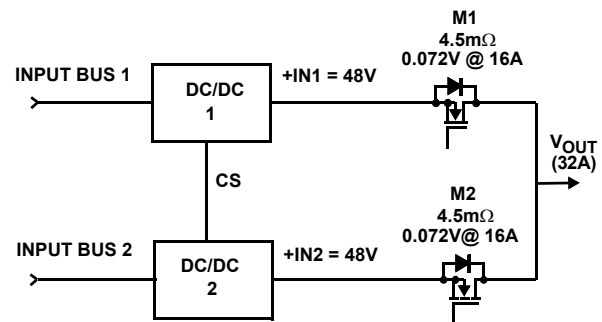 M1
4.5mΩ
0.072V @ 16A
INPUT BUS 1
DC/DC
1
+IN1 = 48V
VOUT
(32A)
CS
M2
4.5mΩ
0.072V@ 16A
INPUT BUS 2
DC/DC
2
+IN2 = 48V